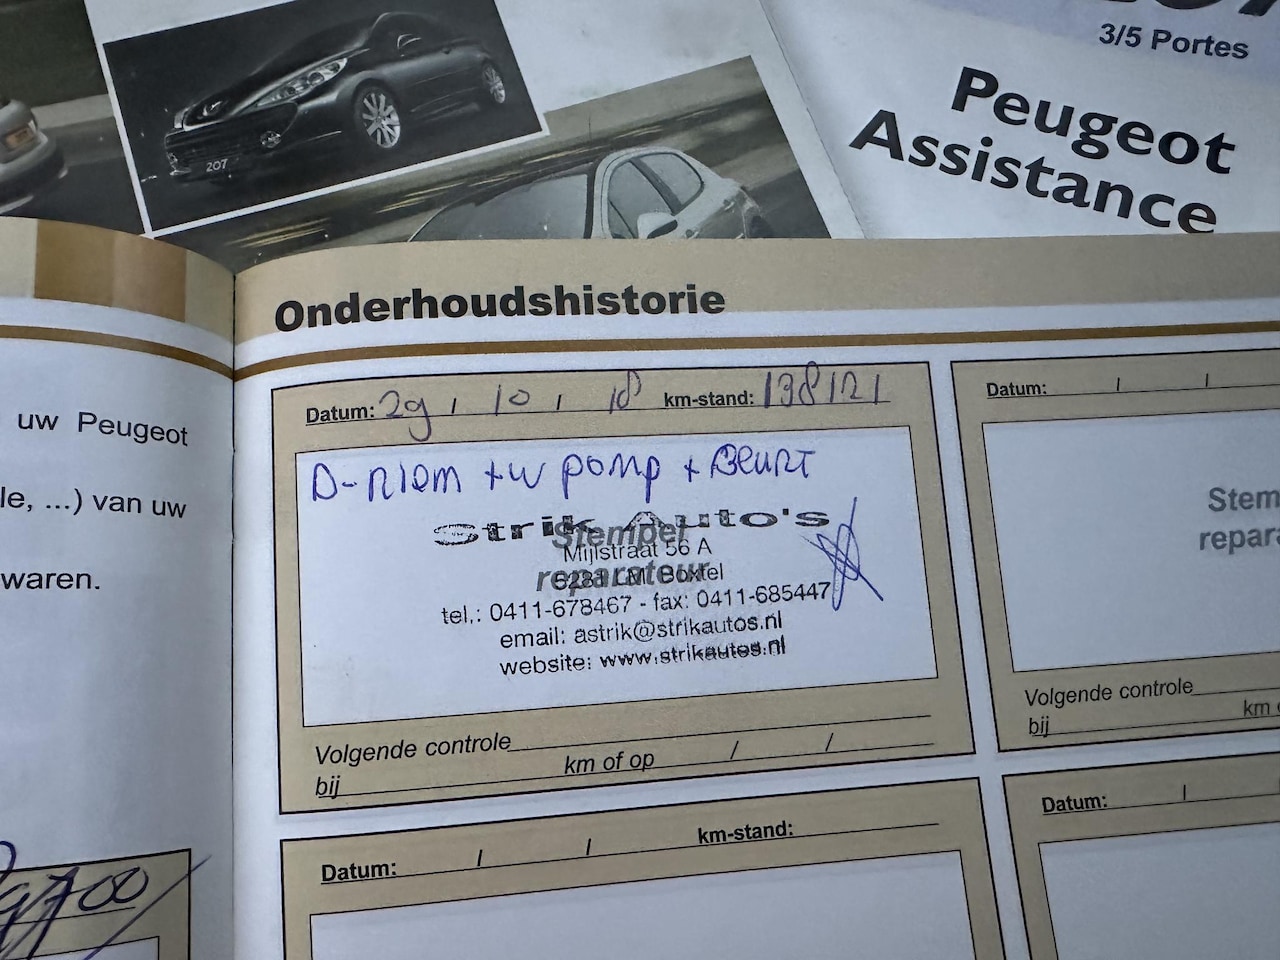 3/5 Portes
Peugeot
Assistance
207
Onderhoudshistorie
uw Peugeot
le, ...) van uw
waren.
Datum: 29 / 10 / 18 km-stand: 138121
D-RIEM + W POMP + BEURT
Strik Auto's
Stempel
reparateur
Mijlstraat 56 A
5281 LM Boxtel
tel.: 0411-678467 - fax: 0411-685447
email: astrik@strikautos.nl
website: www.strikautos.nl
Volgende controle
bij km of op / /
Datum: / / km-stand:
Datum: / /
Stem
repara
Volgende controle
bij km o
Datum: /